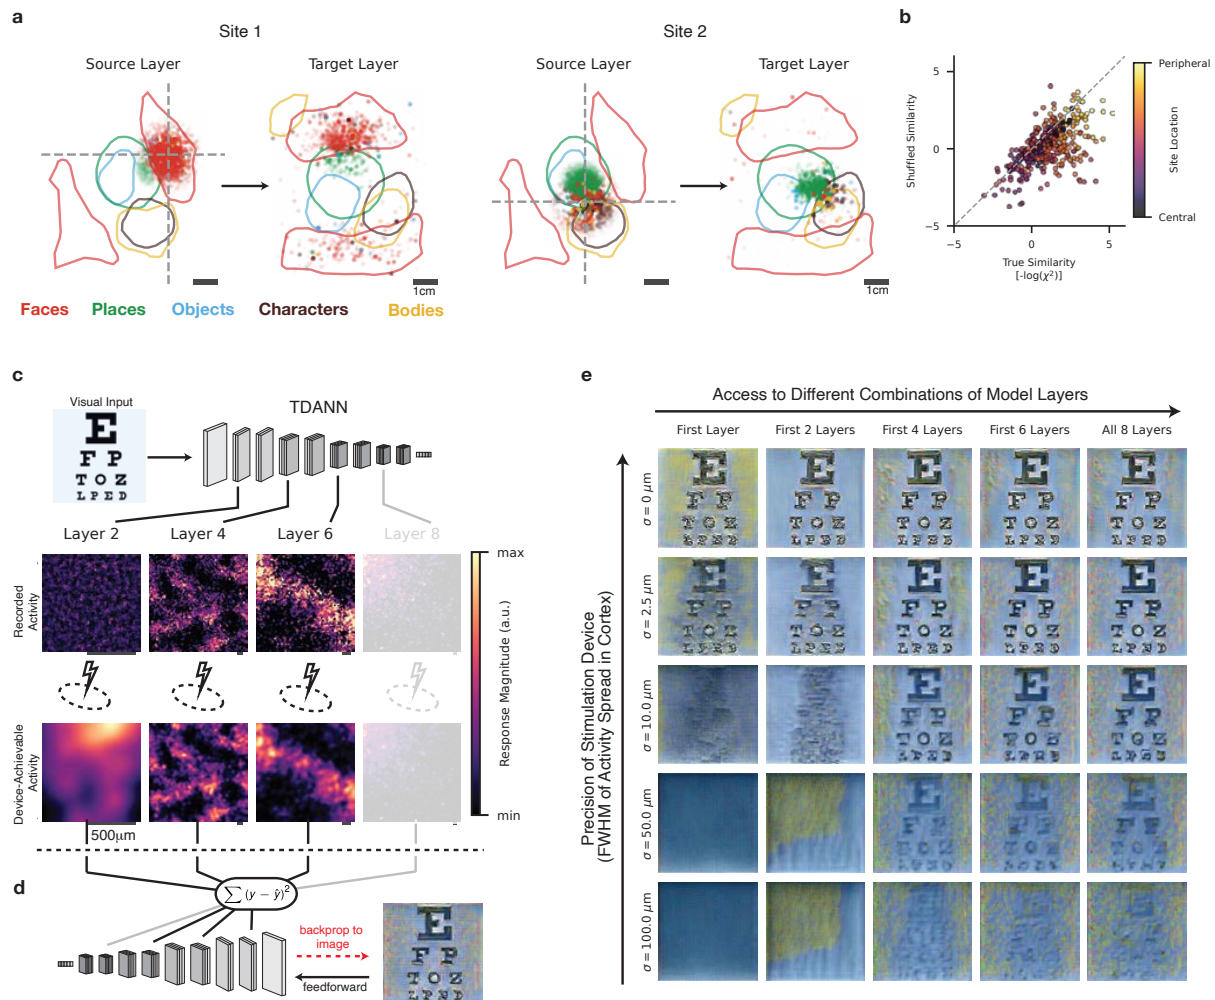 a
Site 1
Site 2
Source Layer
Target Layer
Source Layer
Target Layer
1cm
1cm
Faces
Places
Objects
Characters
Bodies
b
Shuffled Similarity
5
0
−5
−5
0
5
True Similarity
[-log(χ²)]
Peripheral
Site Location
Central
c
Visual Input
TDANN
E
F P
T O Z
L P E D
Layer 2
Layer 4
Layer 6
Layer 8
Recorded
Activity
Device-Achievable
Activity
max
Response Magnitude (a.u.)
min
500μm
d
∑ (y − ŷ)²
backprop to
image
feedforward
E
F P
T O Z
e
Access to Different Combinations of Model Layers
First Layer
First 2 Layers
First 4 Layers
First 6 Layers
All 8 Layers
Precision of Stimulation Device
(FWHM of Activity Spread in Cortex)
σ = 0 μm
σ = 2.5 μm
σ = 10.0 μm
σ = 50.0 μm
σ = 100.0 μm